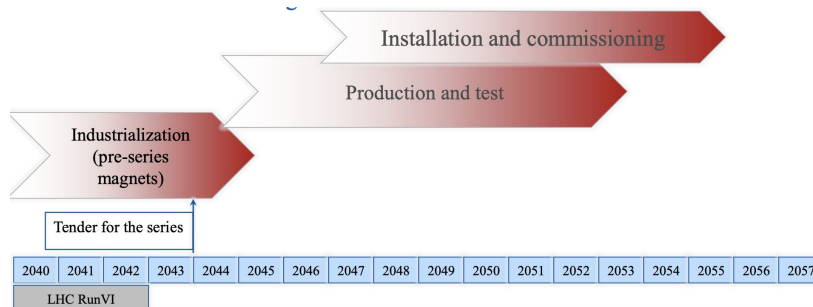 Installation and commissioning
Production and test
Industrialization
(pre-series
magnets)
Tender for the series
2040 2041 2042 2043 2044 2045 2046 2047 2048 2049 2050 2051 2052 2053 2054 2055 2056 2057
LHC RunVI